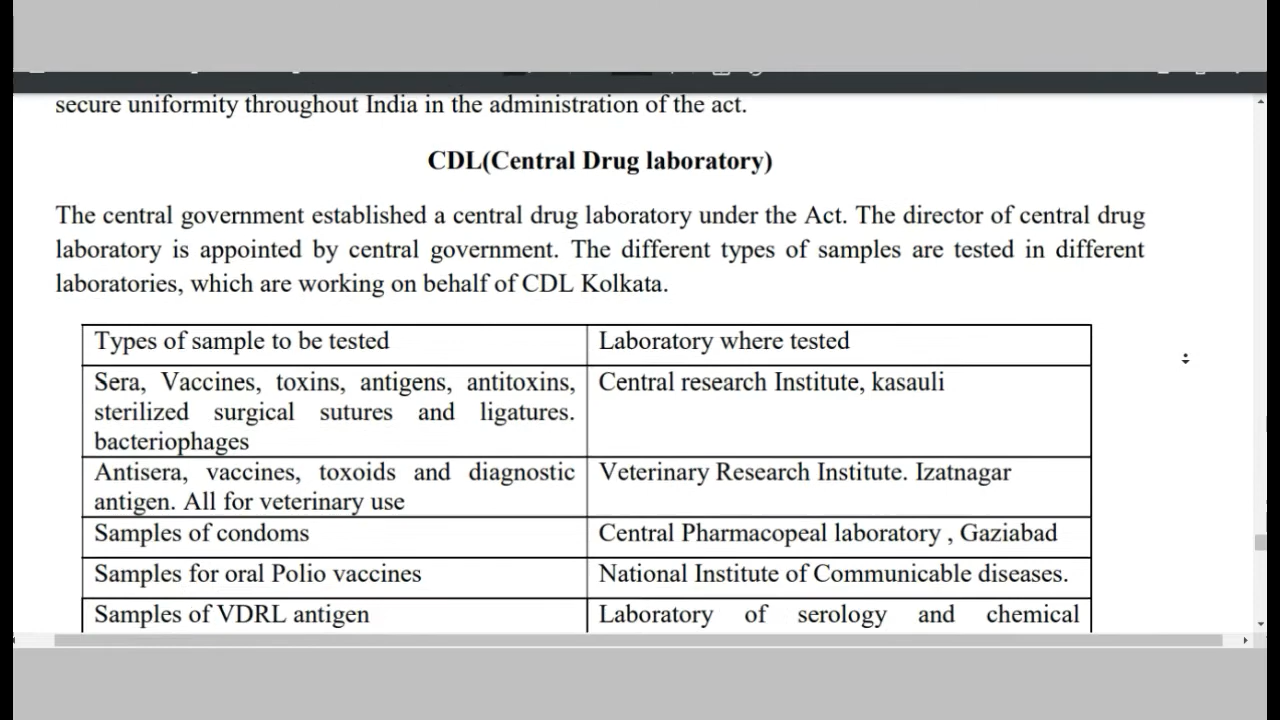 secure uniformity throughout India in the administration of the act.
CDL(Central Drug laboratory)
The central government established a central drug laboratory under the Act. The director of central drug
laboratory is appointed by central government. The different types of samples are tested in different
laboratories, which are working on behalf of CDL Kolkata.
Types of sample to be tested
Laboratory where tested
Sera, Vaccines, toxins, antigens, antitoxins,
sterilized surgical sutures and ligatures.
bacteriophages
Central research Institute, kasauli
Antisera, vaccines, toxoids and diagnostic
antigen. All for veterinary use
Veterinary Research Institute. Izatnagar
Samples of condoms
Central Pharmacopeal laboratory , Gaziabad
Samples for oral Polio vaccines
National Institute of Communicable diseases.
Samples of VDRL antigen
Laboratory of serology and chemical